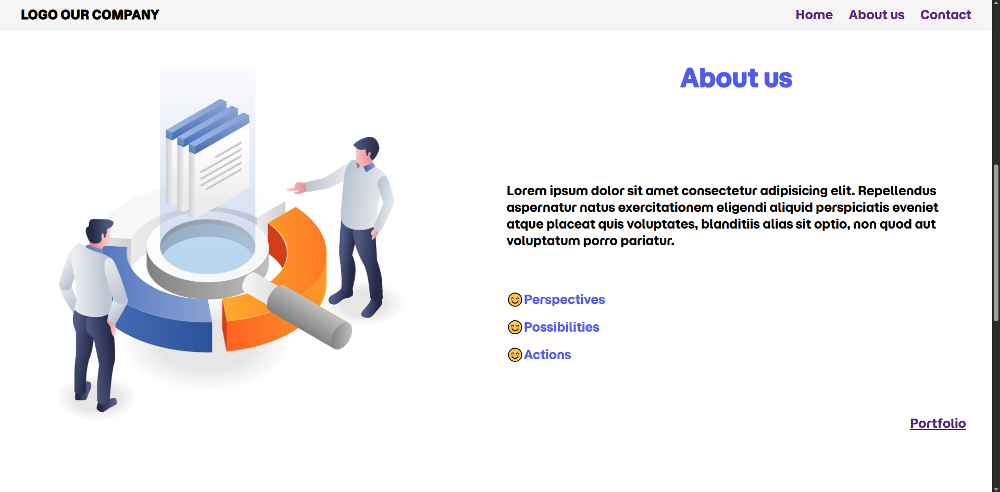 LOGO OUR COMPANY
Home About us Contact
About us
Lorem ipsum dolor sit amet consectetur adipisicing elit. Repellendus
aspernatur natus exercitationem eligendi aliquid perspiciatis eveniet
atque placeat quis voluptates, blanditiis alias sit optio, non quod aut
voluptatum porro pariatur.
😊Perspectives
😊Possibilities
😊Actions
Portfolio